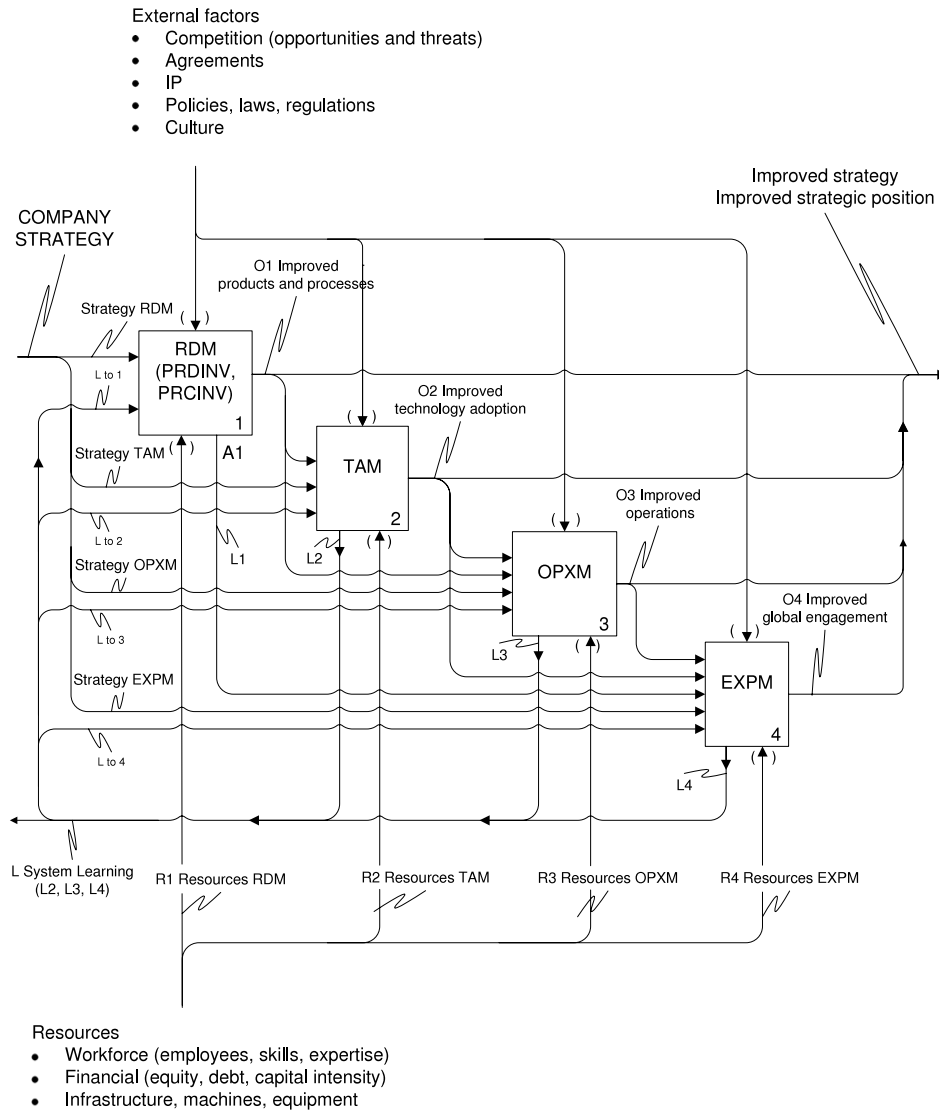 External factors
• Competition (opportunities and threats)
• Agreements
• IP
• Policies, laws, regulations
• Culture
Improved strategy
Improved strategic position
COMPANY
STRATEGY
O1 Improved
products and processes
Strategy RDM
( )
RDM
(PRDINV,
PRCINV)
1
L to 1
O2 Improved
technology adoption
( )
( )
A1
Strategy TAM
TAM
2
O3 Improved
operations
L to 2
L1
L2
( )
( )
Strategy OPXM
OPXM
3
O4 Improved
global engagement
L to 3
L3
( )
( )
Strategy EXPM
EXPM
4
L to 4
L4
( )
L System Learning
(L2, L3, L4)
R1 Resources RDM
R2 Resources TAM
R3 Resources OPXM
R4 Resources EXPM
Resources
• Workforce (employees, skills, expertise)
• Financial (equity, debt, capital intensity)
• Infrastructure, machines, equipment